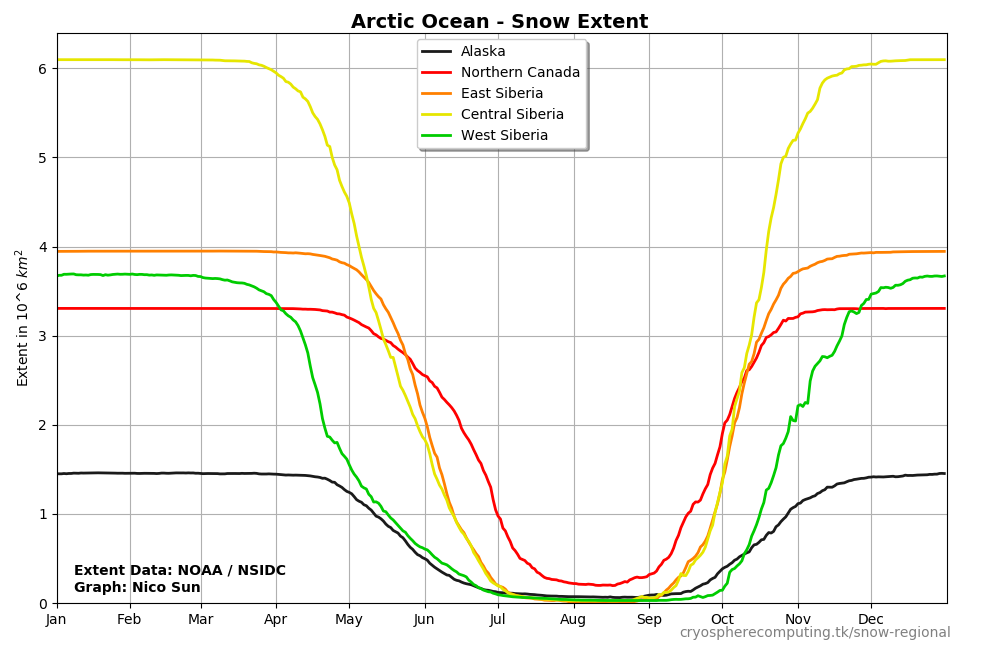 Arctic Ocean - Snow Extent
Alaska
Northern Canada
East Siberia
Central Siberia
West Siberia
Extent in 10^6 km²
6
5
4
3
2
1
0
Extent Data: NOAA / NSIDC
Graph: Nico Sun
Jan Feb Mar Apr May Jun Jul Aug Sep Oct Nov Dec
cryospherecomputing.tk/snow-regional